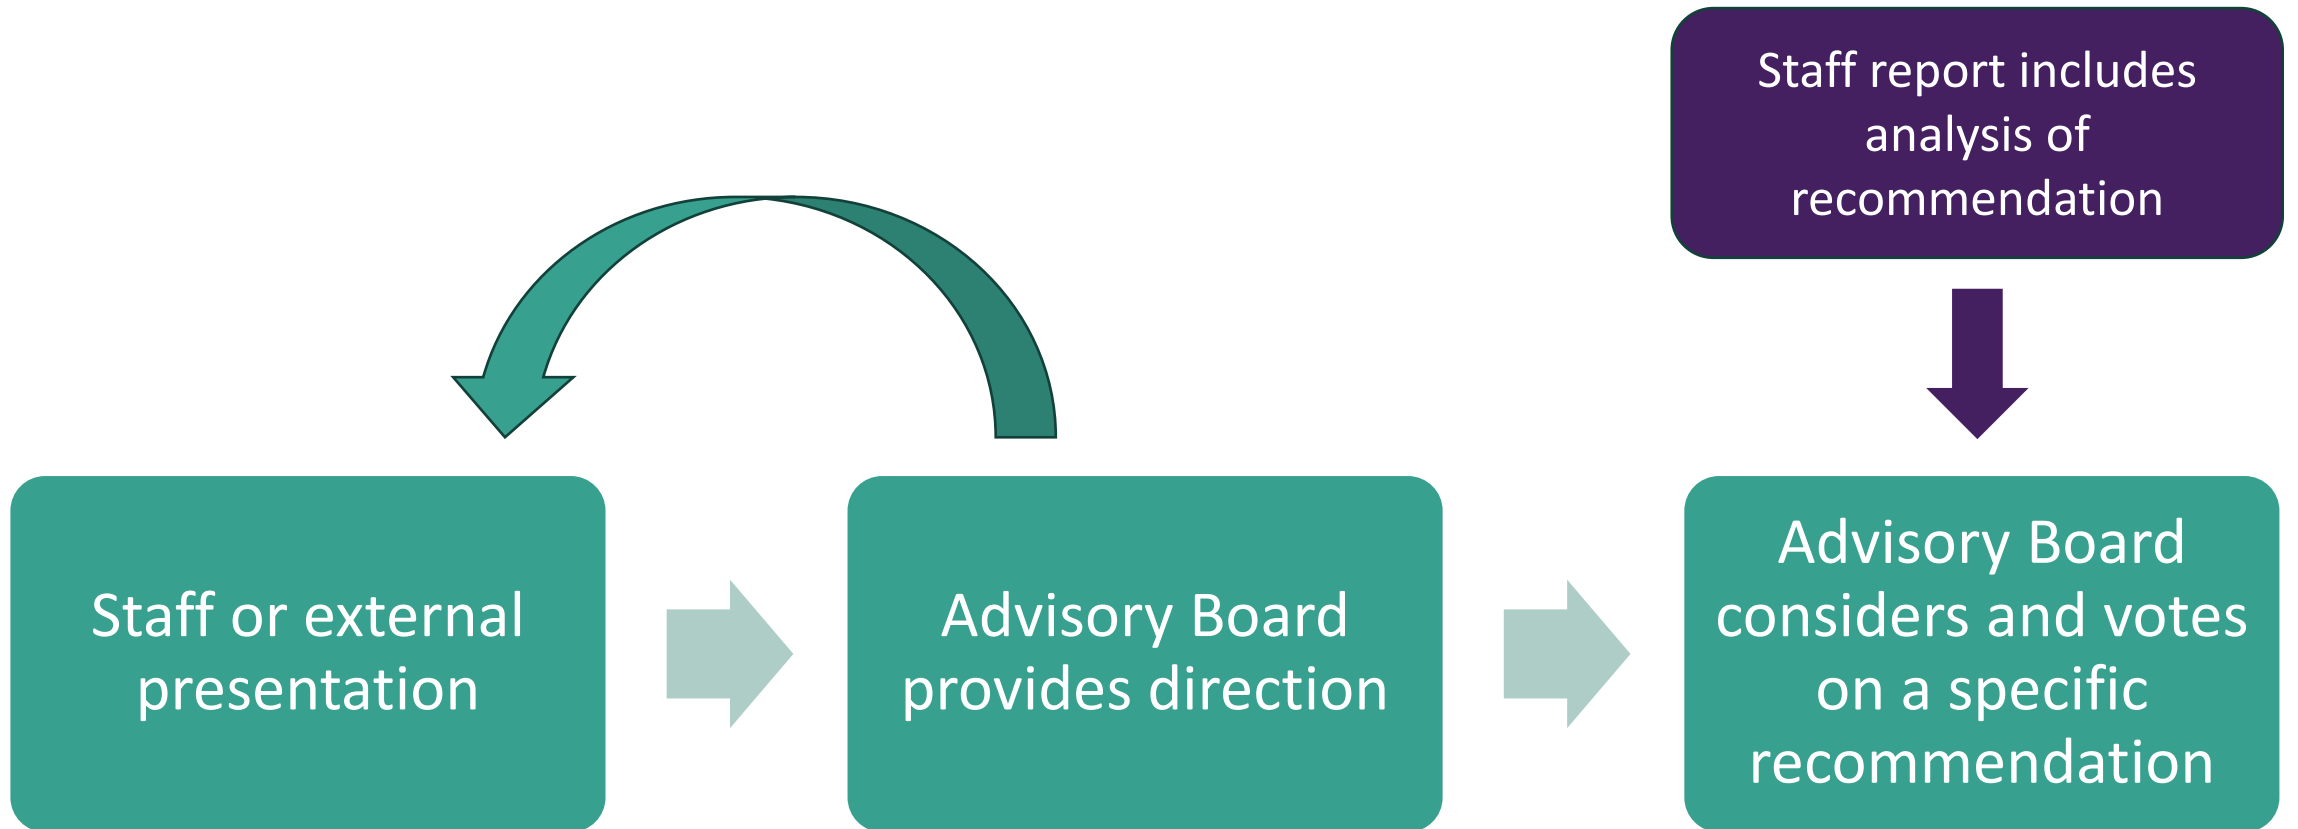 Staff report includes
analysis of
recommendation
Staff or external
presentation
Advisory Board
provides direction
Advisory Board
considers and votes
on a specific
recommendation